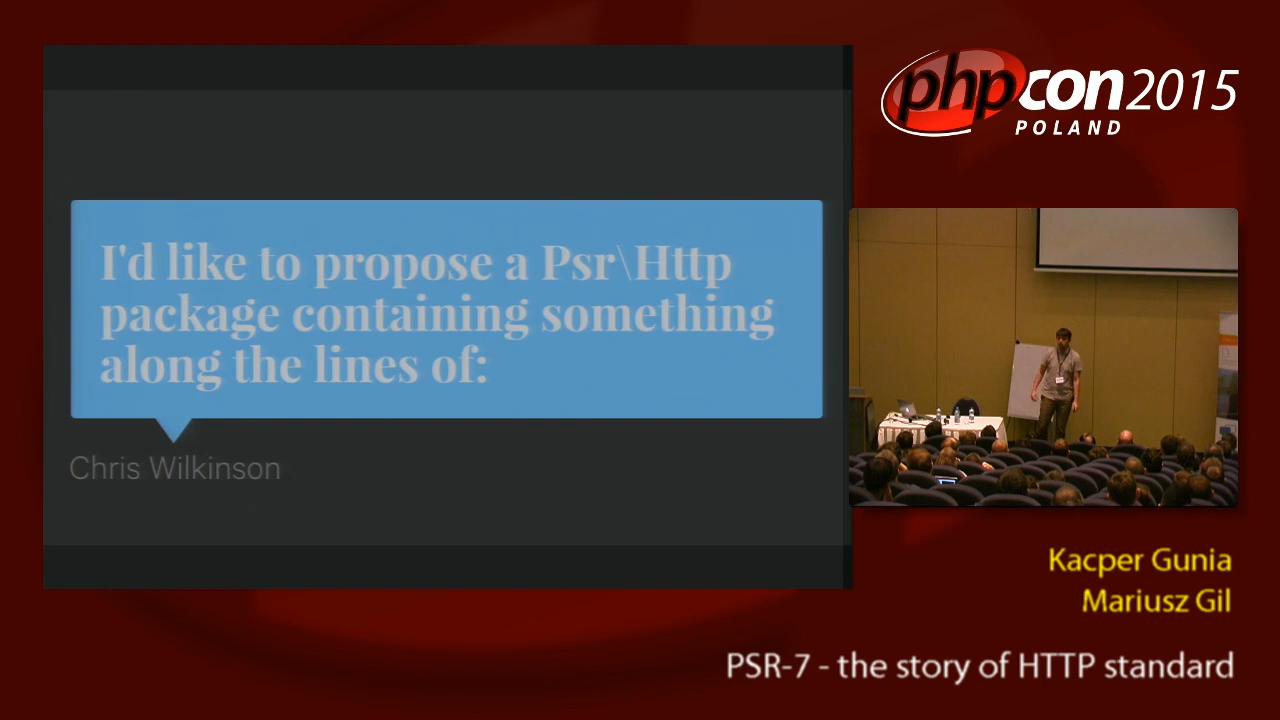 I'd like to propose a Psr\Http
package containing something
along the lines of:
Chris Wilkinson
phpcon2015
POLAND
Kacper Gunia
Mariusz Gil
PSR-7 - the story of HTTP standard